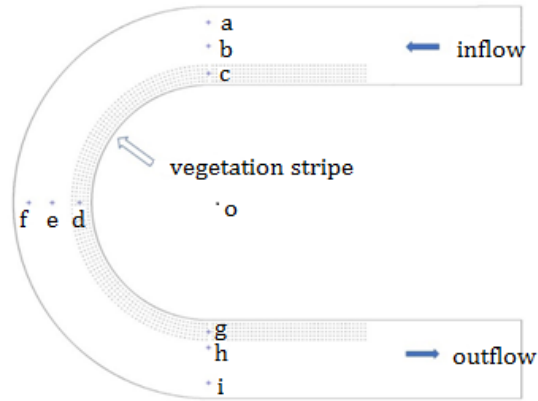 a
b
inflow
c
vegetation stripe
o
f e d
g
h
outflow
i